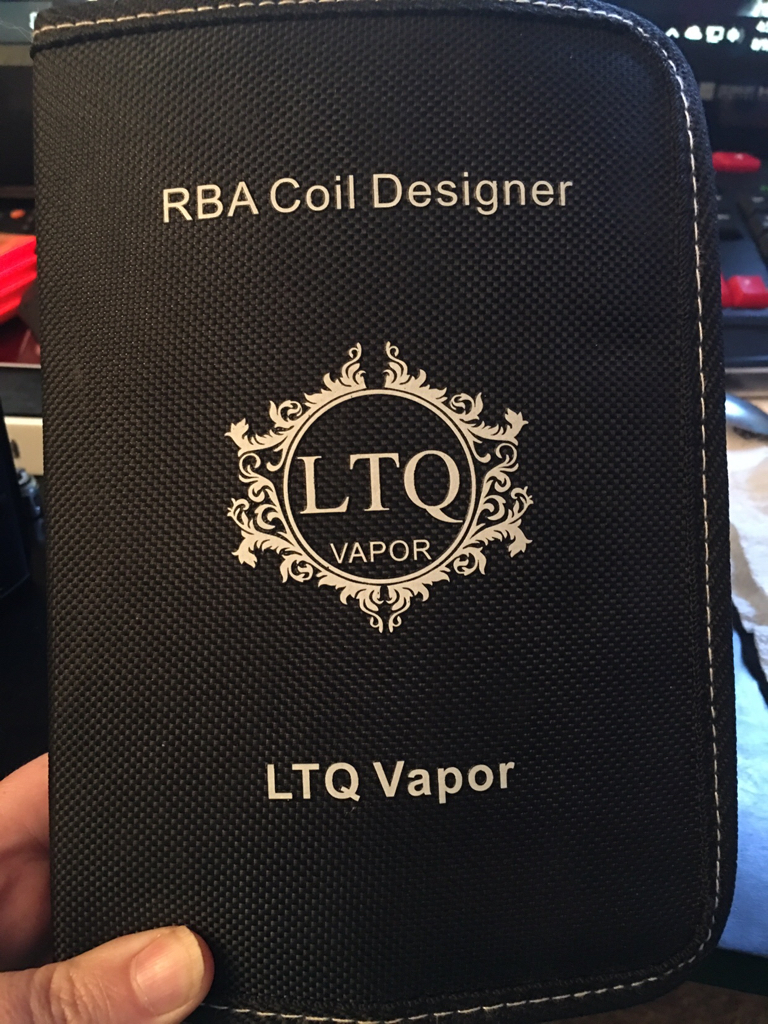 RBA Coil Designer
LTQ
VAPOR
LTQ Vapor